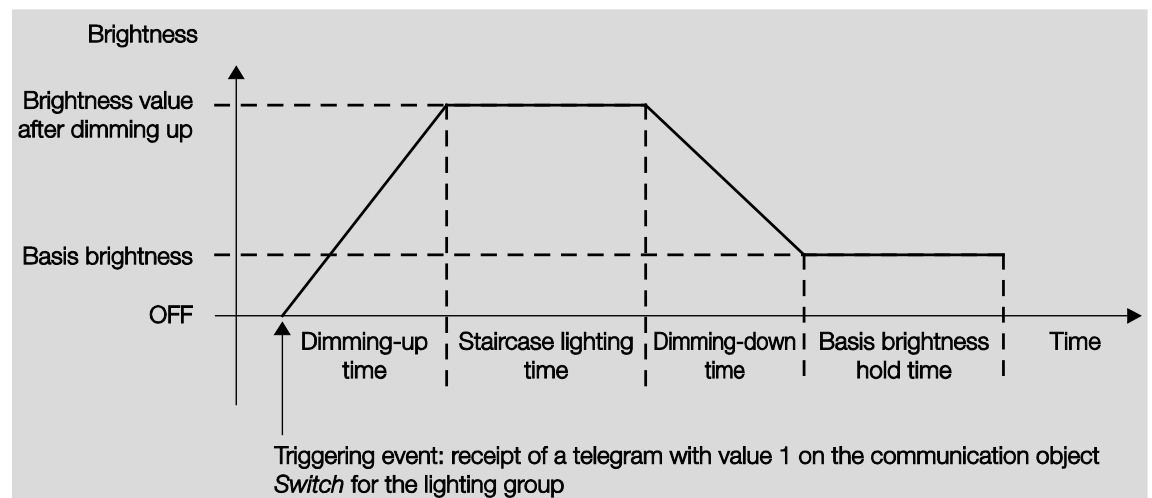 Brightness
Brightness value
after dimming up
Basis brightness
OFF
Dimming-up
time
Staircase lighting
time
Dimming-down
time
Basis brightness
hold time
Time
Triggering event: receipt of a telegram with value 1 on the communication object
Switch for the lighting group